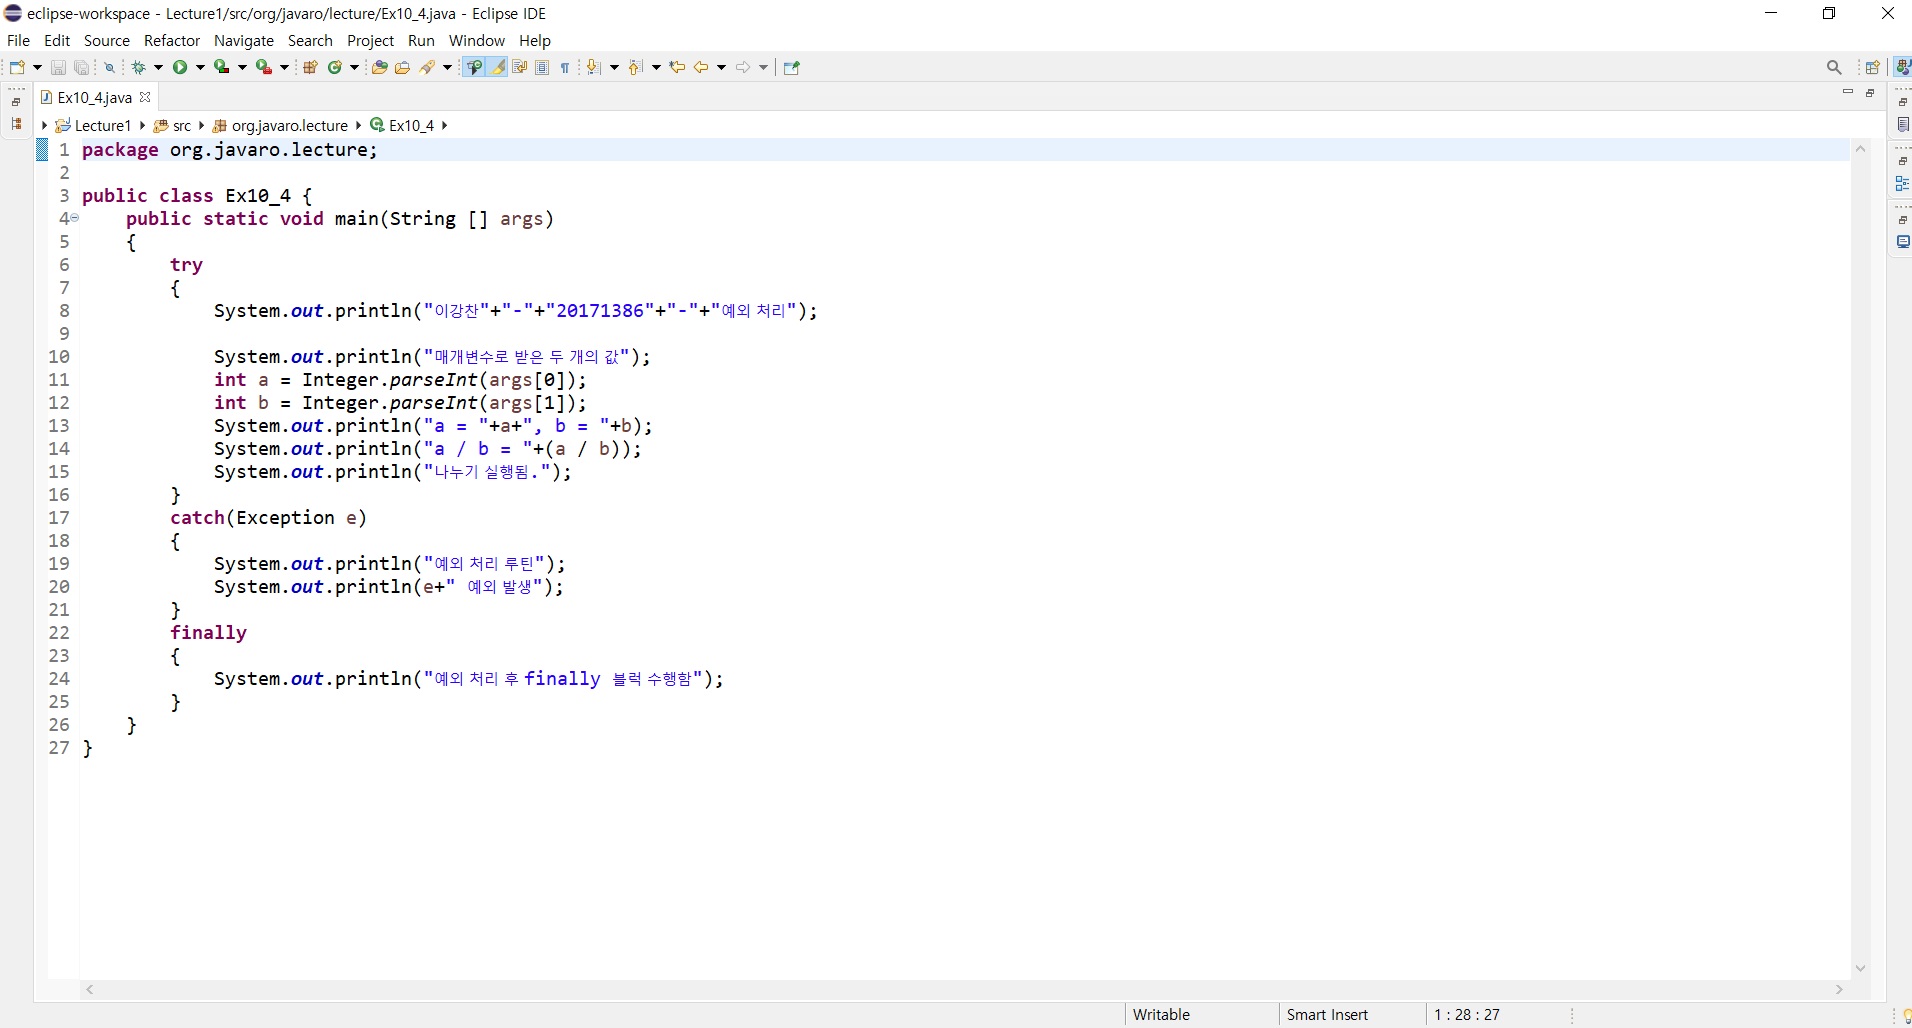 eclipse-workspace - Lecture1/src/org/javaro/lecture/Ex10_4.java - Eclipse IDE
File Edit Source Refactor Navigate Search Project Run Window Help
Ex10_4.java
Lecture1 src org.javaro.lecture Ex10_4
1 package org.javaro.lecture;
2
3 public class Ex10_4 {
4 public static void main(String [] args)
5 {
6 try
7 {
8 System.out.println("이강찬"+"-"+"20171386"+"-"+"예외 처리");
9
10 System.out.println("매개변수로 받은 두 개의 값");
11 int a = Integer.parseInt(args[0]);
12 int b = Integer.parseInt(args[1]);
13 System.out.println("a = "+a+", b = "+b);
14 System.out.println("a / b = "+(a / b));
15 System.out.println("나누기 실행됨.");
16 }
17 catch(Exception e)
18 {
19 System.out.println("예외 처리 루틴");
20 System.out.println(e+" 예외 발생");
21 }
22 finally
23 {
24 System.out.println("예외 처리 후 finally 블럭 수행함");
25 }
26 }
27 }
Writable Smart Insert 1 : 28 : 27